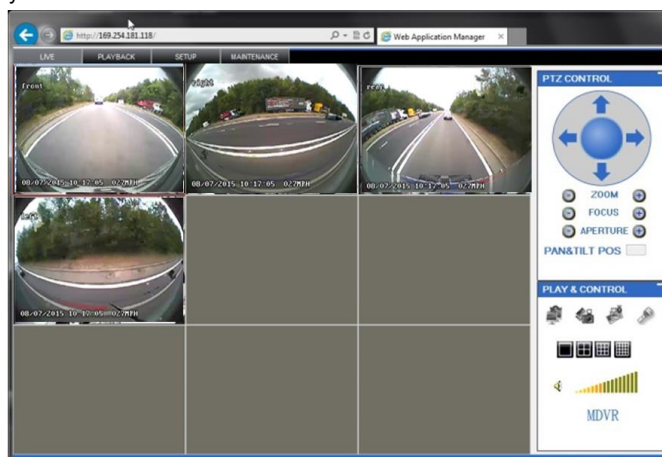 y
http://169.254.181.118/
Web Application Manager
LIVE PLAYBACK SETUP MAINTENANCE
front
right
rear
08/07/2015 10:17:05 027MPH
08/07/2015 10:17:05 027MPH
08/07/2015 10:17:05 027MPH
left
08/07/2015 10:17:05 027MPH
PTZ CONTROL
ZOOM
FOCUS
APERTURE
PAN&TILT POS
PLAY & CONTROL
MDVR